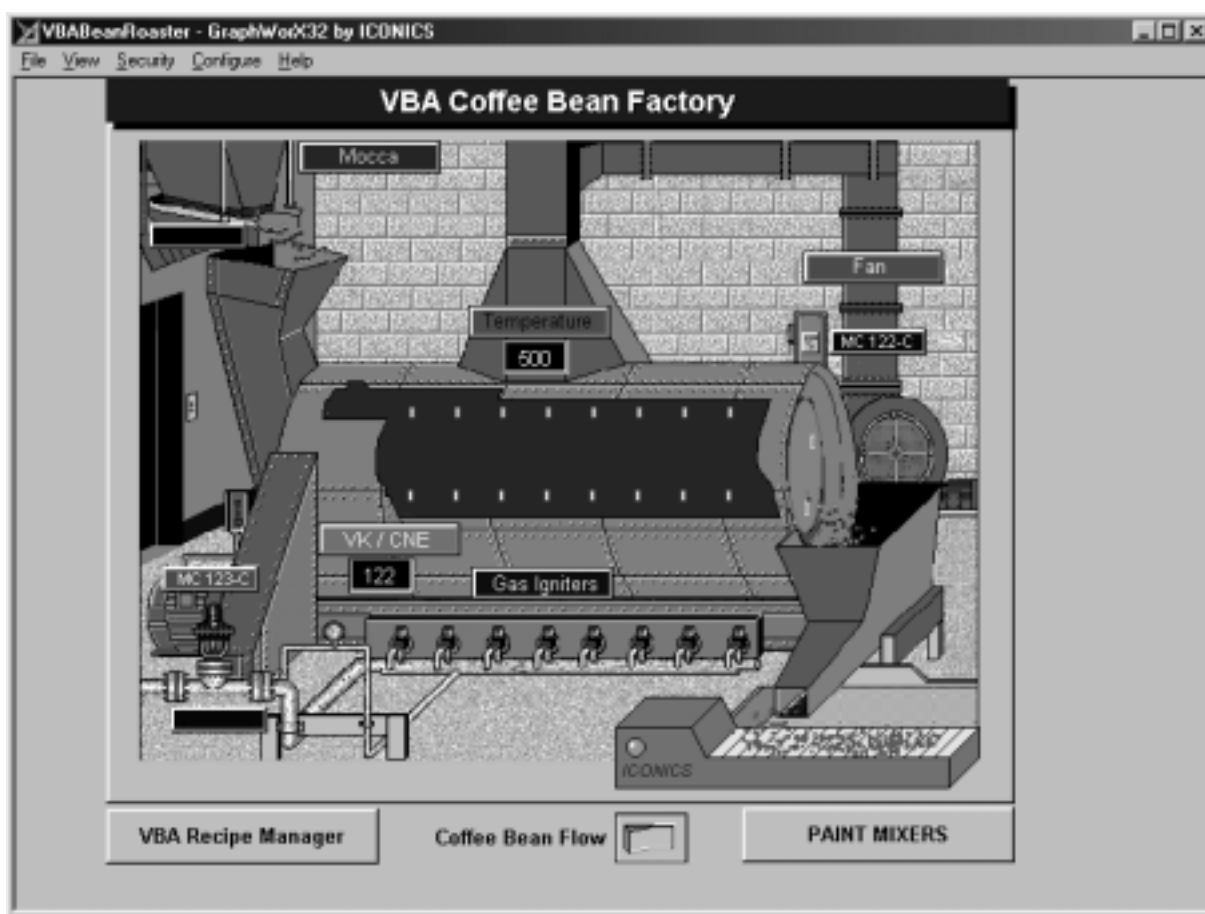 VBABeanRoaster - GraphWorX32 by ICONICS
File View Security Configure Help
VBA Coffee Bean Factory
Mocca
Fan
Temperature
500
MC 122-C
VK / CNE
122
MC 123-C
Gas Igniters
ICONICS
VBA Recipe Manager
Coffee Bean Flow
PAINT MIXERS